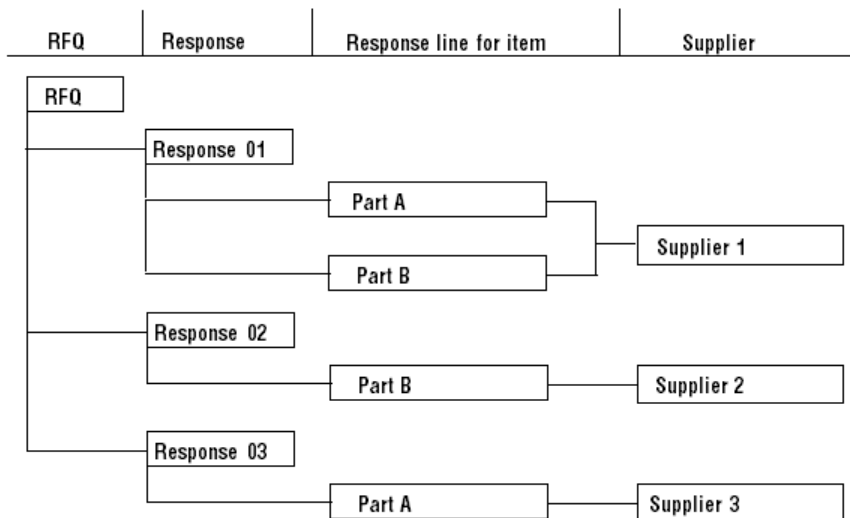 RFQ Response Response line for item Supplier
RFQ
Response 01
Part A
Supplier 1
Part B
Response 02
Part B Supplier 2
Response 03
Part A Supplier 3